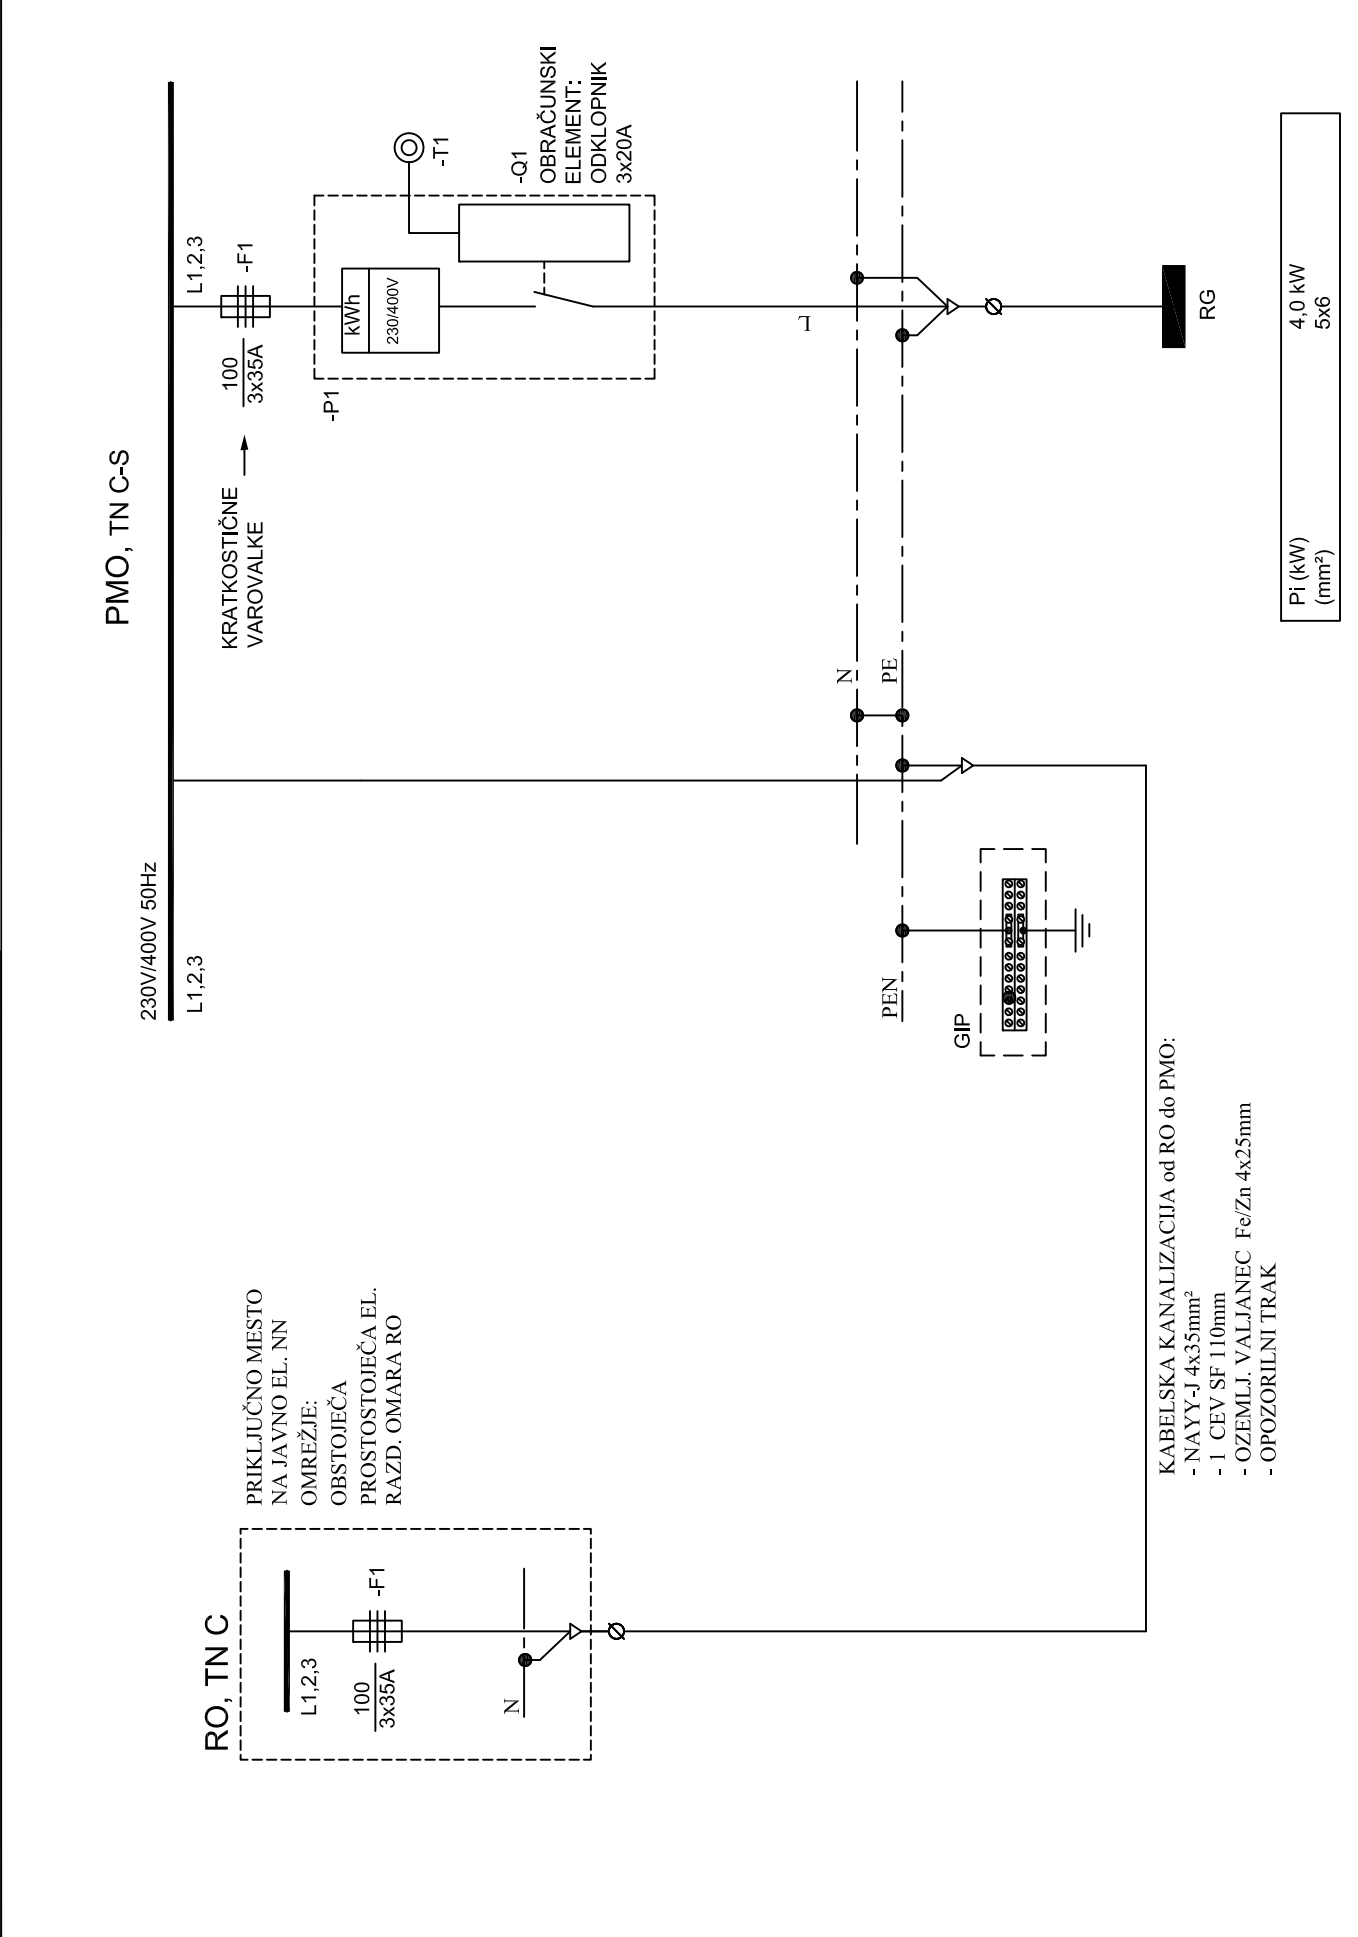 RO, TN C
L1,2,3
100
3x35A
-F1
N
PRIKLJUČNO MESTO
NA JAVNO EL. NN
OMREŽJE:
OBSTOJEČA
PROSTOSTOJEČA EL.
RAZD. OMARA RO
PMO, TN C-S
230V/400V 50Hz
L1,2,3
KRATKOSTIČNE
VAROVALKE
100
3x35A
L1,2,3
-F1
-P1
kWh
230/400V
-T1
-Q1
OBRAČUNSKI
ELEMENT:
ODKLOPNIK
3x20A
L
N
PE
PEN
GIP
RG
KABELSKA KANALIZACIJA od RO do PMO:
- NAYY-J 4x35mm²
- 1 CEV SF 110mm
- OZEMLJ. VALJANEC Fe/Zn 4x25mm
- OPOZORILNI TRAK
Pi (kW) 4,0 kW
(mm²) 5x6